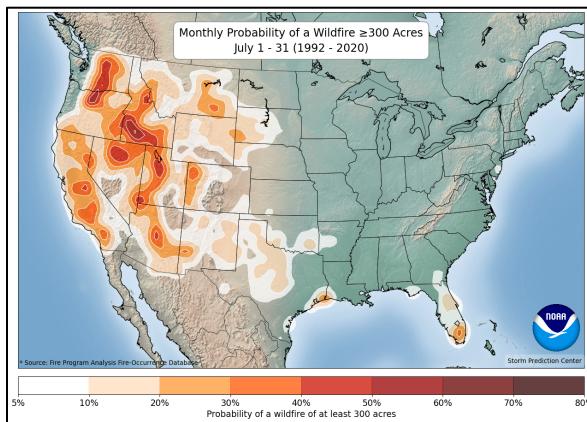 Monthly Probability of a Wildfire ≥300 Acres
July 1 - 31 (1992 - 2020)
NOAA
* Source: Fire Program Analysis Fire-Occurrence Database
Storm Prediction Center
5% 10% 20% 30% 40% 50% 60% 70% 80%
Probability of a wildfire of at least 300 acres